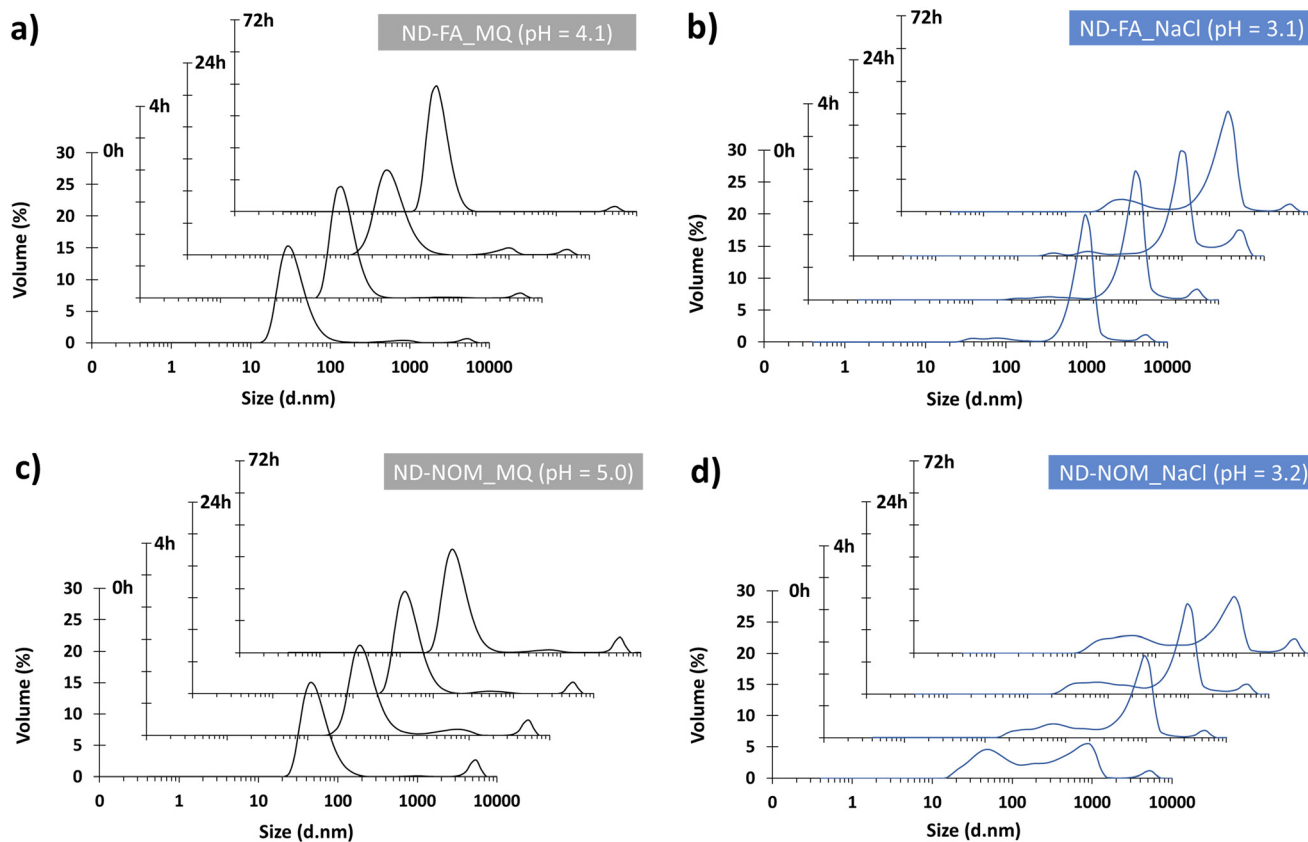 a)
ND-FA_MQ (pH = 4.1)
72h
24h
4h
0h
30
25
20
15
10
5
0
Volume (%)
0
1
10
100
1000
10000
Size (d.nm)
b)
ND-FA_NaCl (pH = 3.1)
72h
24h
4h
0h
30
25
20
15
10
5
0
Volume (%)
0
1
10
100
1000
10000
Size (d.nm)
c)
ND-NOM_MQ (pH = 5.0)
72h
24h
4h
0h
30
25
20
15
10
5
0
Volume (%)
0
1
10
100
1000
10000
Size (d.nm)
d)
ND-NOM_NaCl (pH = 3.2)
72h
24h
4h
0h
30
25
20
15
10
5
0
Volume (%)
0
1
10
100
1000
10000
Size (d.nm)